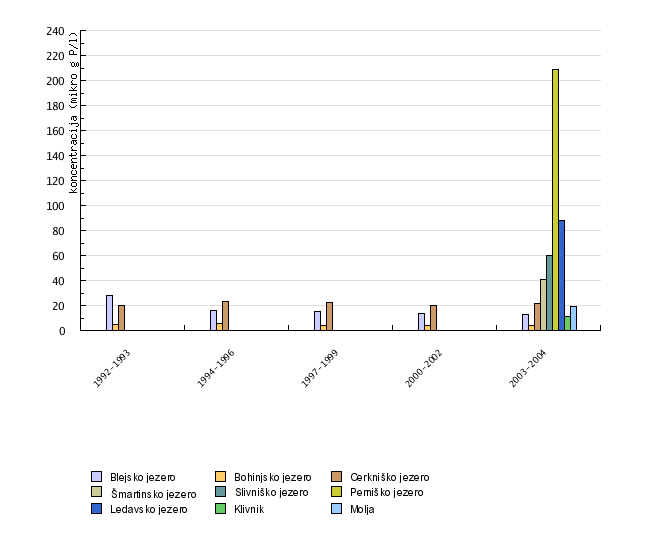 240
220
200
180
160
140
120
100
80
60
40
20
0
koncentracija (mikro g P/l)
1992-1993
1994-1996
1997-1999
2000-2002
2003-2004
Blejsko jezero
Bohinjsko jezero
Cerkniško jezero
Šmartinsko jezero
Slivniško jezero
Perniško jezero
Ledavsko jezero
Klivnik
Molja